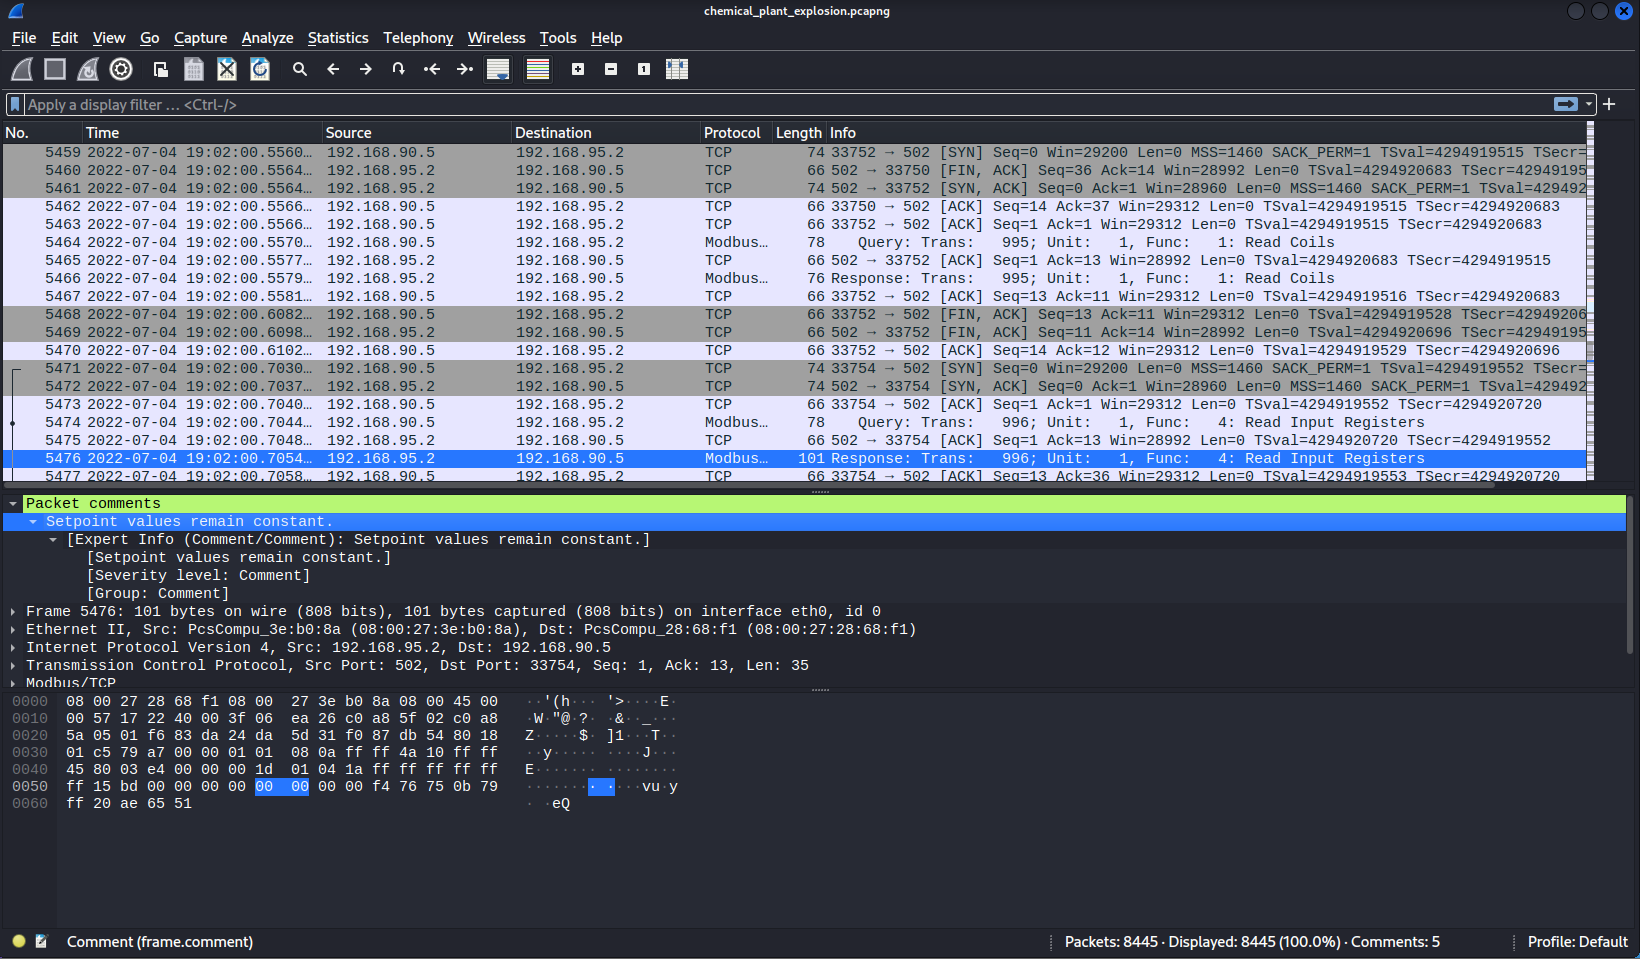 chemical_plant_explosion.pcapng
File Edit View Go Capture Analyze Statistics Telephony Wireless Tools Help
Apply a display filter … <Ctrl-/>
No. Time Source Destination Protocol Length Info
5459 2022-07-04 19:02:00.5560… 192.168.90.5 192.168.95.2 TCP 74 33752 → 502 [SYN] Seq=0 Win=29200 Len=0 MSS=1460 SACK_PERM=1 TSval=4294919515 TSecr=
5460 2022-07-04 19:02:00.5564… 192.168.95.2 192.168.90.5 TCP 66 502 → 33750 [FIN, ACK] Seq=36 Ack=14 Win=28992 Len=0 TSval=4294920683 TSecr=42949195
5461 2022-07-04 19:02:00.5564… 192.168.95.2 192.168.90.5 TCP 74 502 → 33752 [SYN, ACK] Seq=0 Ack=1 Win=28960 Len=0 MSS=1460 SACK_PERM=1 TSval=429492
5462 2022-07-04 19:02:00.5566… 192.168.90.5 192.168.95.2 TCP 66 33750 → 502 [ACK] Seq=14 Ack=37 Win=29312 Len=0 TSval=4294919515 TSecr=4294920683
5463 2022-07-04 19:02:00.5566… 192.168.90.5 192.168.95.2 TCP 66 33752 → 502 [ACK] Seq=1 Ack=1 Win=29312 Len=0 TSval=4294919515 TSecr=4294920683
5464 2022-07-04 19:02:00.5570… 192.168.90.5 192.168.95.2 Modbus… 78 Query: Trans: 995; Unit: 1, Func: 1: Read Coils
5465 2022-07-04 19:02:00.5577… 192.168.95.2 192.168.90.5 TCP 66 502 → 33752 [ACK] Seq=1 Ack=13 Win=28992 Len=0 TSval=4294920683 TSecr=4294919515
5466 2022-07-04 19:02:00.5579… 192.168.95.2 192.168.90.5 Modbus… 76 Response: Trans: 995; Unit: 1, Func: 1: Read Coils
5467 2022-07-04 19:02:00.5581… 192.168.90.5 192.168.95.2 TCP 66 33752 → 502 [ACK] Seq=13 Ack=11 Win=29312 Len=0 TSval=4294919516 TSecr=4294920683
5468 2022-07-04 19:02:00.6082… 192.168.90.5 192.168.95.2 TCP 66 33752 → 502 [FIN, ACK] Seq=13 Ack=11 Win=29312 Len=0 TSval=4294919528 TSecr=42949206
5469 2022-07-04 19:02:00.6098… 192.168.95.2 192.168.90.5 TCP 66 502 → 33752 [FIN, ACK] Seq=11 Ack=14 Win=28992 Len=0 TSval=4294920696 TSecr=42949195
5470 2022-07-04 19:02:00.6102… 192.168.90.5 192.168.95.2 TCP 66 33752 → 502 [ACK] Seq=14 Ack=12 Win=29312 Len=0 TSval=4294919529 TSecr=4294920696
5471 2022-07-04 19:02:00.7030… 192.168.90.5 192.168.95.2 TCP 74 33754 → 502 [SYN] Seq=0 Win=29200 Len=0 MSS=1460 SACK_PERM=1 TSval=4294919552 TSecr=
5472 2022-07-04 19:02:00.7037… 192.168.95.2 192.168.90.5 TCP 74 502 → 33754 [SYN, ACK] Seq=0 Ack=1 Win=28960 Len=0 MSS=1460 SACK_PERM=1 TSval=429492
5473 2022-07-04 19:02:00.7040… 192.168.90.5 192.168.95.2 TCP 66 33754 → 502 [ACK] Seq=1 Ack=1 Win=29312 Len=0 TSval=4294919552 TSecr=4294920720
5474 2022-07-04 19:02:00.7044… 192.168.90.5 192.168.95.2 Modbus… 78 Query: Trans: 996; Unit: 1, Func: 4: Read Input Registers
5475 2022-07-04 19:02:00.7048… 192.168.95.2 192.168.90.5 TCP 66 502 → 33754 [ACK] Seq=1 Ack=13 Win=28992 Len=0 TSval=4294920720 TSecr=4294919552
5476 2022-07-04 19:02:00.7054… 192.168.95.2 192.168.90.5 Modbus… 101 Response: Trans: 996; Unit: 1, Func: 4: Read Input Registers
5477 2022-07-04 19:02:00.7058… 192.168.90.5 192.168.95.2 TCP 66 33754 → 502 [ACK] Seq=13 Ack=36 Win=29312 Len=0 TSval=4294919553 TSecr=4294920720
Packet comments
Setpoint values remain constant.
[Expert Info (Comment/Comment): Setpoint values remain constant.]
[Setpoint values remain constant.]
[Severity level: Comment]
[Group: Comment]
Frame 5476: 101 bytes on wire (808 bits), 101 bytes captured (808 bits) on interface eth0, id 0
Ethernet II, Src: PcsCompu_3e:b0:8a (08:00:27:3e:b0:8a), Dst: PcsCompu_28:68:f1 (08:00:27:28:68:f1)
Internet Protocol Version 4, Src: 192.168.95.2, Dst: 192.168.90.5
Transmission Control Protocol, Src Port: 502, Dst Port: 33754, Seq: 1, Ack: 13, Len: 35
Modbus/TCP
0000 08 00 27 28 68 f1 08 00 27 3e b0 8a 08 00 45 00 ··'(h··· '>····E·
0010 00 57 17 22 40 00 3f 06 ea 26 c0 a8 5f 02 c0 a8 ·W·"@·?· ·&··_···
0020 5a 05 01 f6 83 da 24 da 5d 31 f0 87 db 54 80 18 Z·····$· ]1···T··
0030 01 c5 79 a7 00 00 01 01 08 0a ff ff 4a 10 ff ff ··y····· ····J···
0040 45 80 03 e4 00 00 00 1d 01 04 1a ff ff ff ff ff E······· ········
0050 ff 15 bd 00 00 00 00 00 00 00 00 f4 76 75 0b 79 ········ ····vu·y
0060 ff 20 ae 65 51 · ·eQ
Comment (frame.comment) Packets: 8445 · Displayed: 8445 (100.0%) · Comments: 5 Profile: Default